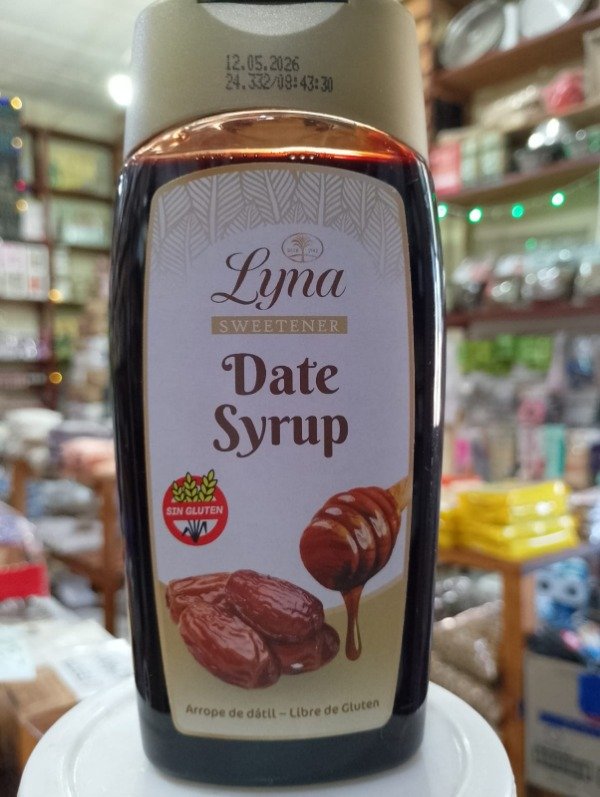 12.05.2026
24.332/09:43:30
Lyna
SWEETENER
Date
Syrup
SIN GLUTEN
Arrope de dátil – Libre de Gluten